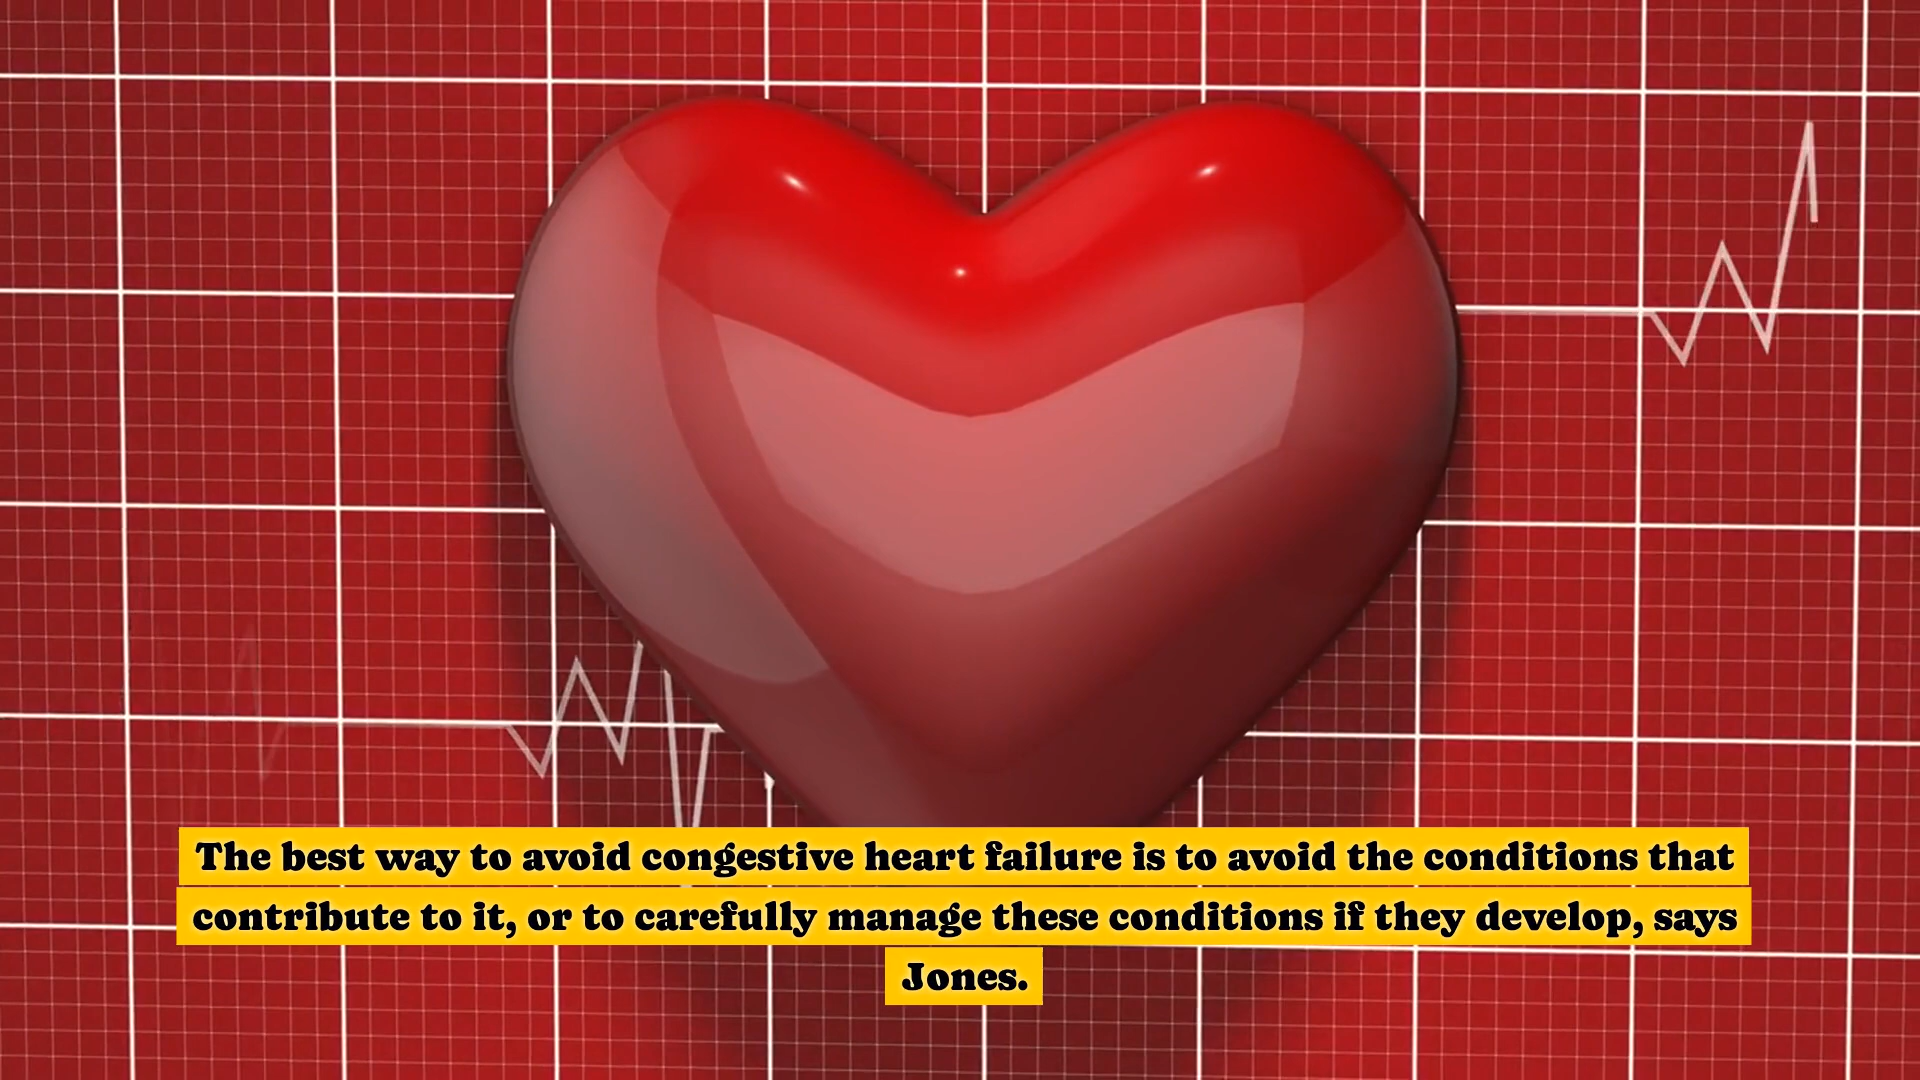 The best way to avoid congestive heart failure is to avoid the conditions that
contribute to it, or to carefully manage these conditions if they develop, says
Jones.